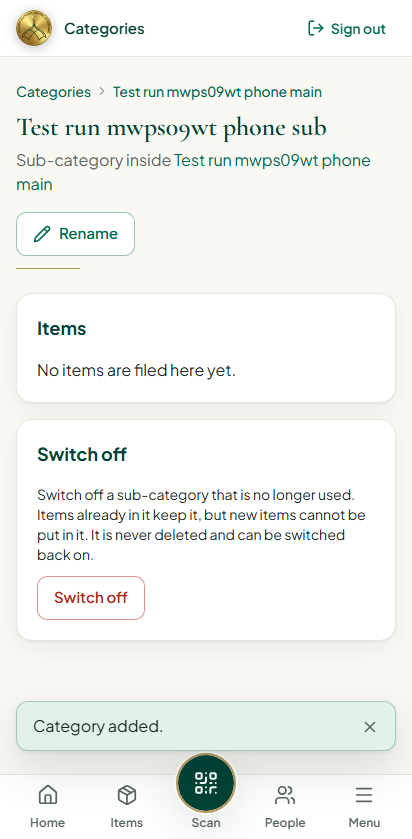 Categories
Sign out
Categories > Test run mwps09wt phone main
Test run mwps09wt phone sub
Sub-category inside Test run mwps09wt phone
main
Rename
Items
No items are filed here yet.
Switch off
Switch off a sub-category that is no longer used.
Items already in it keep it, but new items cannot be
put in it. It is never deleted and can be switched
back on.
Switch off
Category added.
Home
Items
Scan
People
Menu